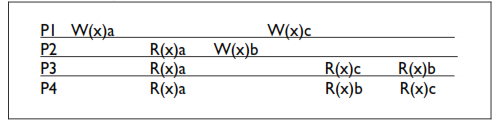 P1 W(x)a W(x)c
P2 R(x)a W(x)b
P3 R(x)a R(x)c R(x)b
P4 R(x)a R(x)b R(x)c